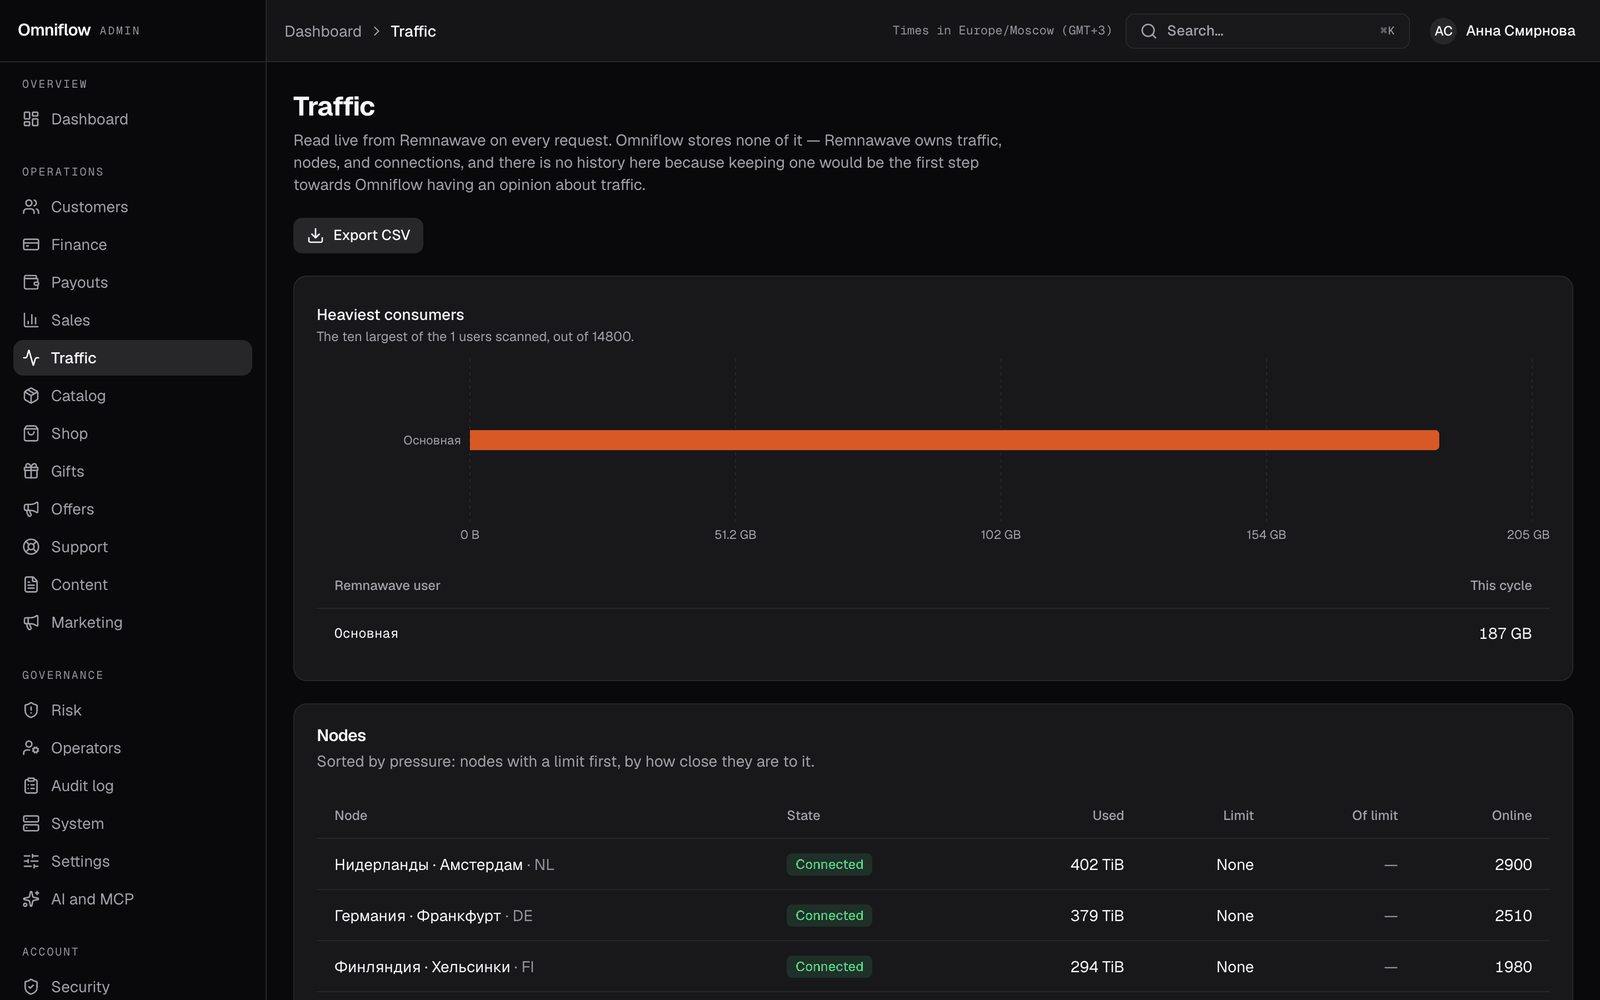 Omniflow ADMIN
Dashboard > Traffic
Times in Europe/Moscow (GMT+3)
Search...
⌘K
АС
Анна Смирнова
OVERVIEW
Dashboard
OPERATIONS
Customers
Finance
Payouts
Sales
Traffic
Catalog
Shop
Gifts
Offers
Support
Content
Marketing
GOVERNANCE
Risk
Operators
Audit log
System
Settings
AI and MCP
ACCOUNT
Security
Traffic
Read live from Remnawave on every request. Omniflow stores none of it — Remnawave owns traffic,
nodes, and connections, and there is no history here because keeping one would be the first step
towards Omniflow having an opinion about traffic.
Export CSV
Heaviest consumers
The ten largest of the 1 users scanned, out of 14800.
Основная
0 B 51.2 GB 102 GB 154 GB 205 GB
Remnawave user This cycle
Основная 187 GB
Nodes
Sorted by pressure: nodes with a limit first, by how close they are to it.
Node State Used Limit Of limit Online
Нидерланды · Амстердам · NL Connected 402 TiB None — 2900
Германия · Франкфурт · DE Connected 379 TiB None — 2510
Финляндия · Хельсинки · FI Connected 294 TiB None — 1980